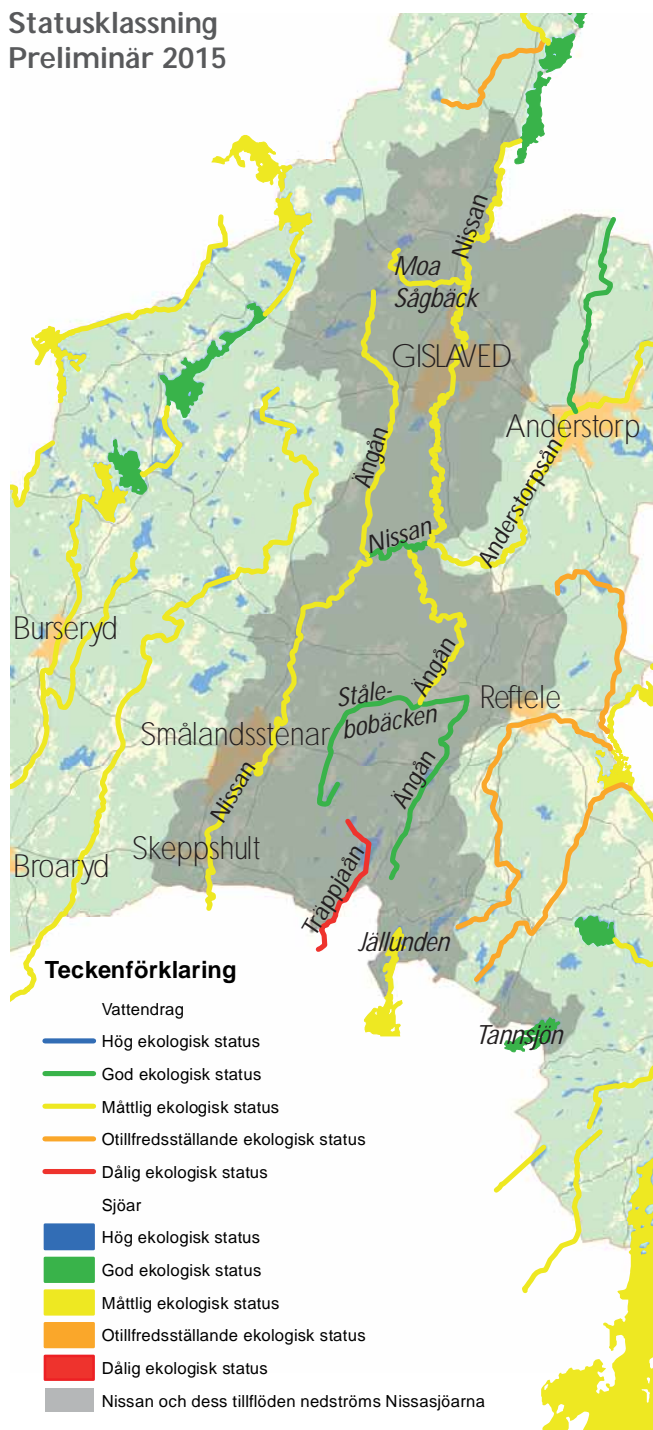 Statusklassning
Preliminär 2015
Nissan
Moa
Sågbäck
GISLAVED
Anderstorp
Ängån
Anderstorpsån
Nissan
Burseryd
Ängån
Ståle-
bobäcken
Reftele
Smålandsstenar
Ängån
Nissan
Skeppshult
Broaryd
Träppjaån
Jällunden
Tannsjön
Teckenförklaring
Vattendrag
Hög ekologisk status
God ekologisk status
Måttlig ekologisk status
Otillfredsställande ekologisk status
Dålig ekologisk status
Sjöar
Hög ekologisk status
God ekologisk status
Måttlig ekologisk status
Otillfredsställande ekologisk status
Dålig ekologisk status
Nissan och dess tillflöden nedströms Nissasjöarna